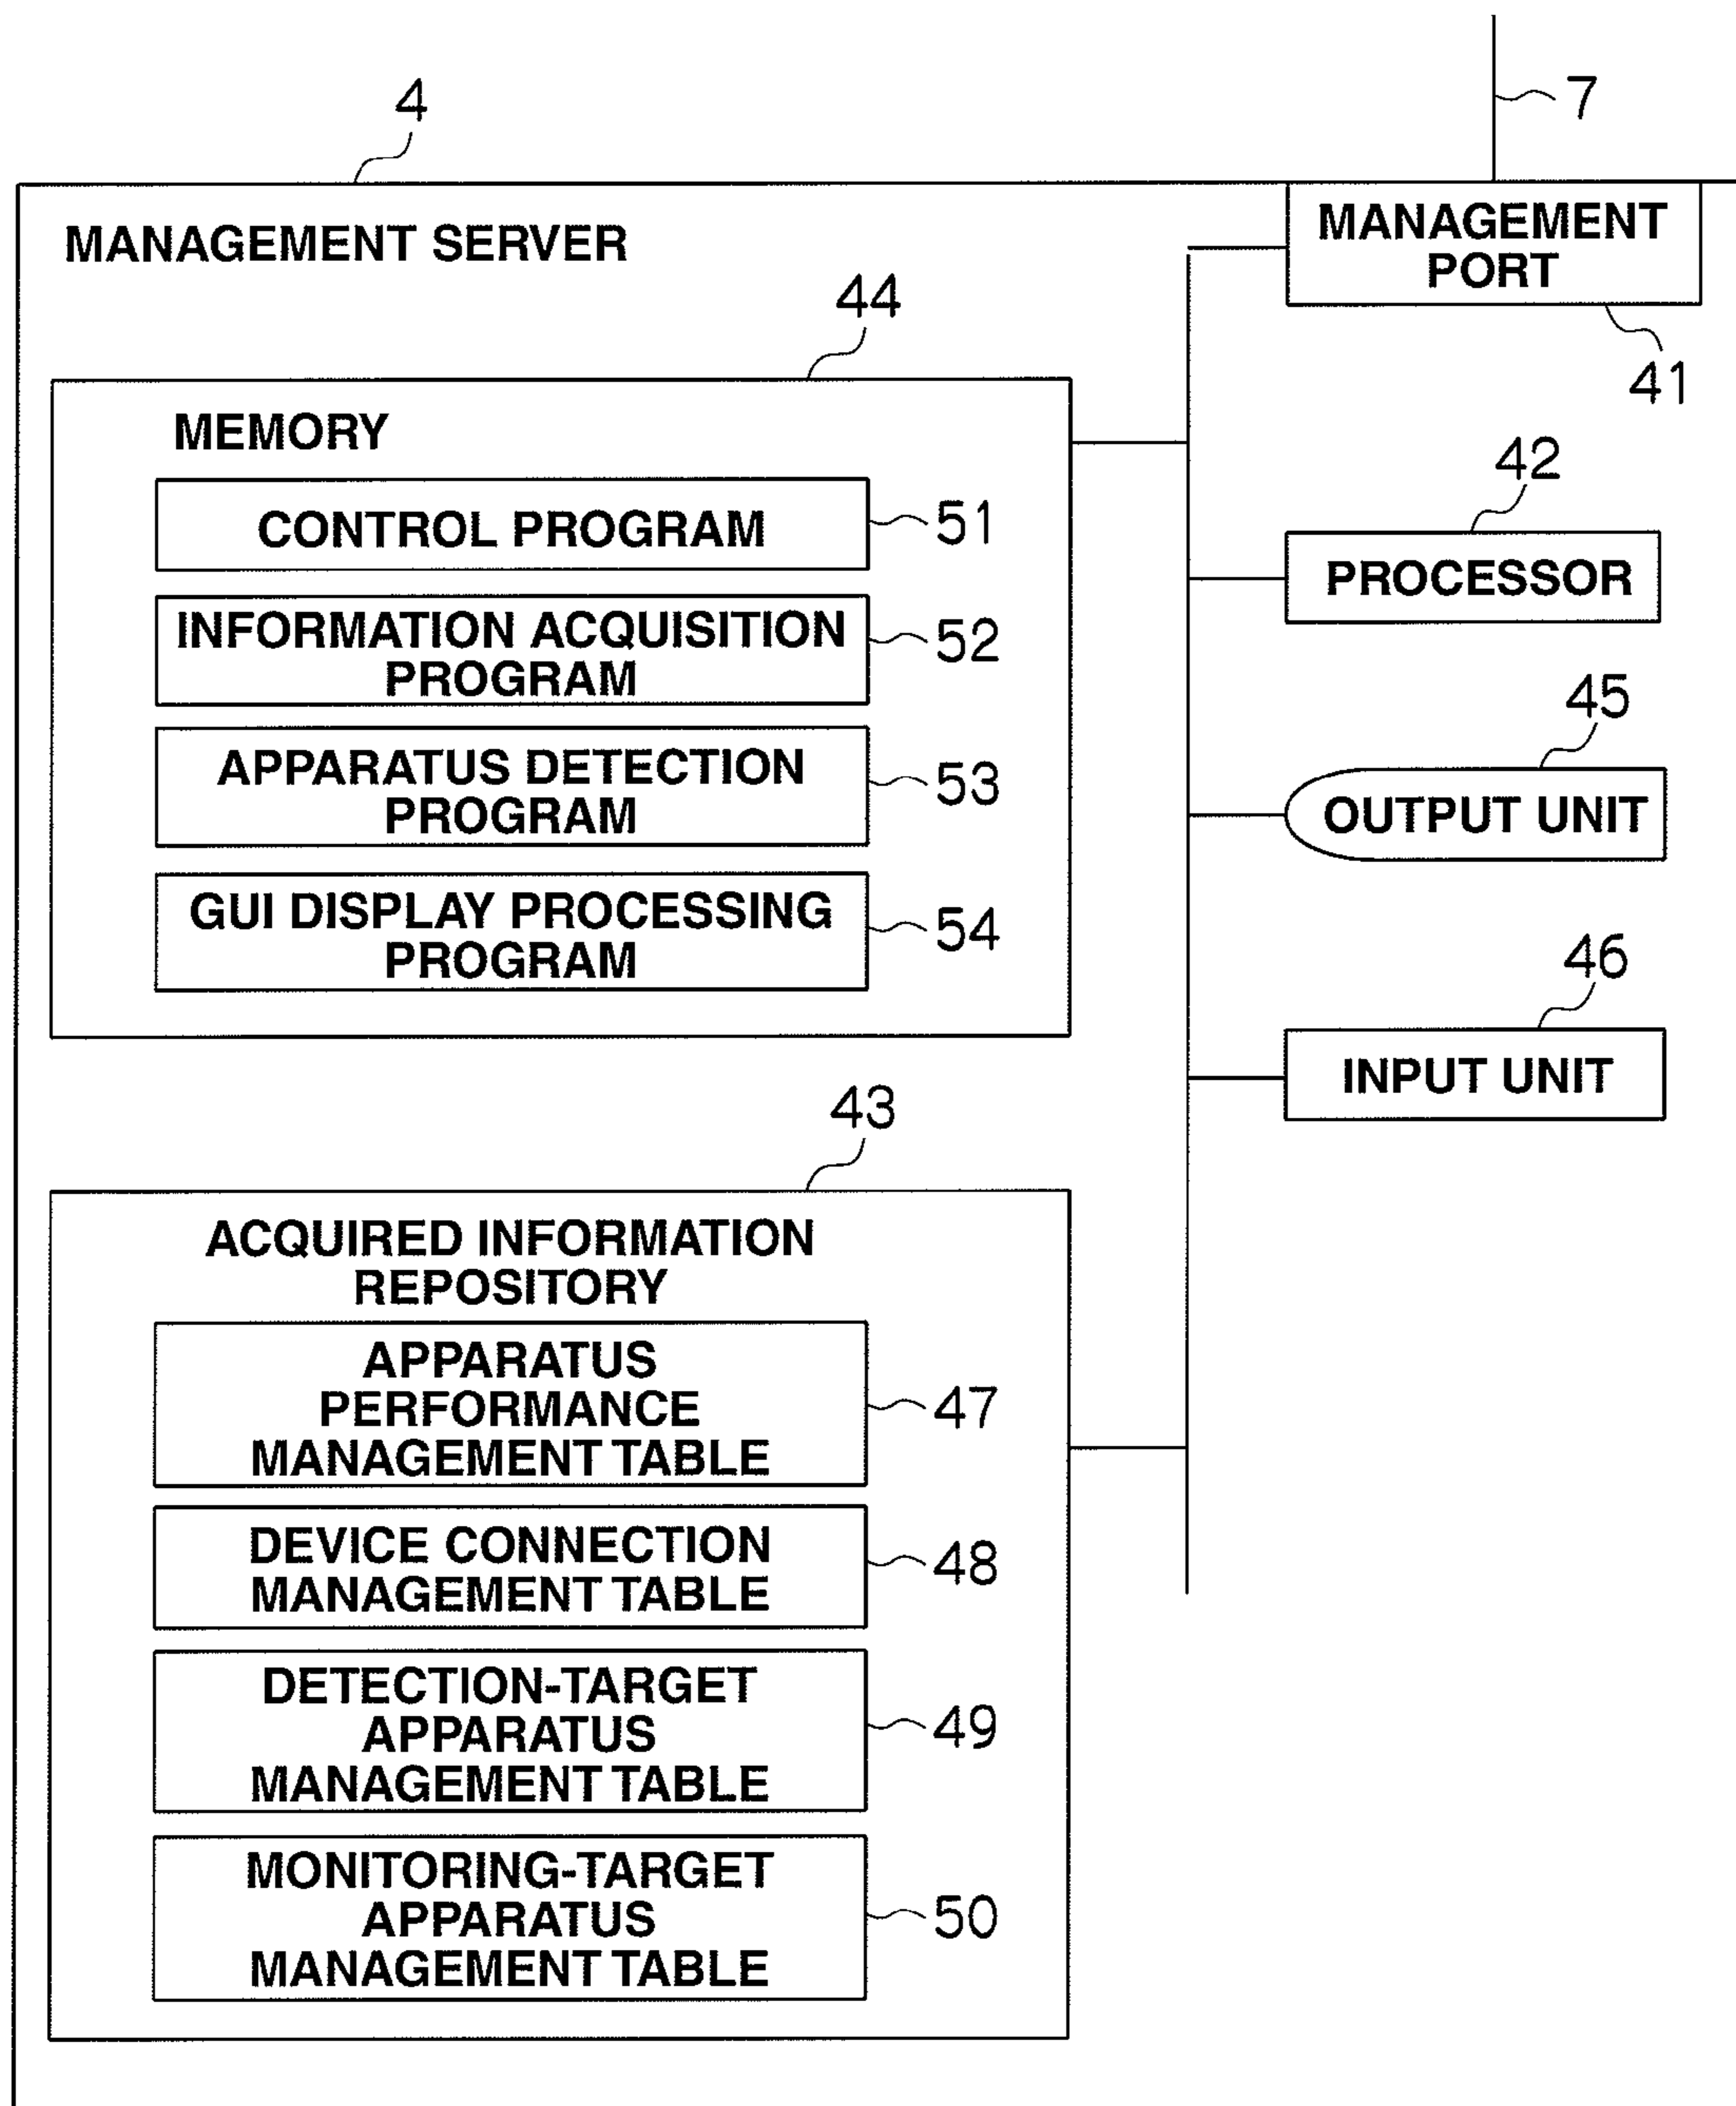 4
7
MANAGEMENT SERVER
MANAGEMENT
PORT
41
44
MEMORY
CONTROL PROGRAM
51
INFORMATION ACQUISITION
PROGRAM
52
APPARATUS DETECTION
PROGRAM
53
GUI DISPLAY PROCESSING
PROGRAM
54
42
PROCESSOR
45
OUTPUT UNIT
46
INPUT UNIT
43
ACQUIRED INFORMATION
REPOSITORY
APPARATUS
PERFORMANCE
MANAGEMENT TABLE
47
DEVICE CONNECTION
MANAGEMENT TABLE
48
DETECTION-TARGET
APPARATUS
MANAGEMENT TABLE
49
MONITORING-TARGET
APPARATUS
MANAGEMENT TABLE
50